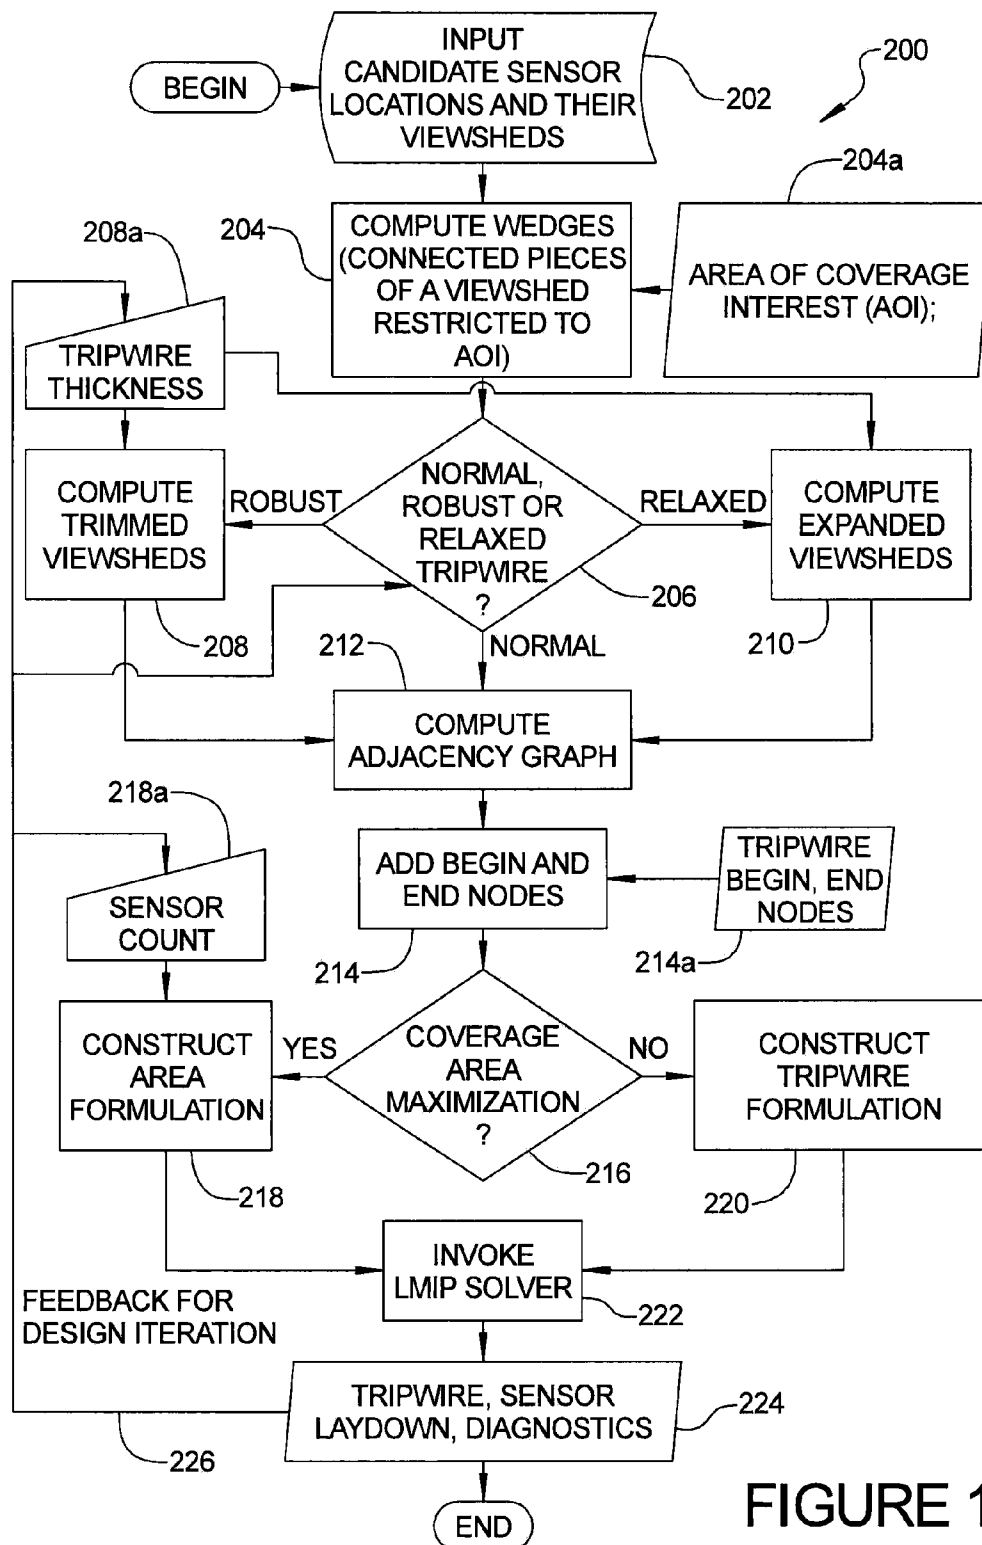 INPUT
CANDIDATE SENSOR
LOCATIONS AND THEIR
VIEWSHEDS
BEGIN
202
200
204a
204
COMPUTE WEDGES
(CONNECTED PIECES
OF A VIEWSHED
RESTRICTED TO
AOI)
AREA OF COVERAGE
INTEREST (AOI);
208a
TRIPWIRE
THICKNESS
COMPUTE
TRIMMED
VIEWSHEDS
ROBUST
NORMAL,
ROBUST OR
RELAXED
TRIPWIRE
?
RELAXED
COMPUTE
EXPANDED
VIEWSHEDS
206
208
210
212
NORMAL
COMPUTE
ADJACENCY GRAPH
218a
SENSOR
COUNT
ADD BEGIN AND
END NODES
TRIPWIRE
BEGIN, END
NODES
214
214a
CONSTRUCT
AREA
FORMULATION
YES
COVERAGE
AREA
MAXIMIZATION
?
NO
CONSTRUCT
TRIPWIRE
FORMULATION
216
218
220
INVOKE
LMIP SOLVER
222
FEEDBACK FOR
DESIGN ITERATION
TRIPWIRE, SENSOR
LAYDOWN, DIAGNOSTICS
224
226
END
FIGURE 1